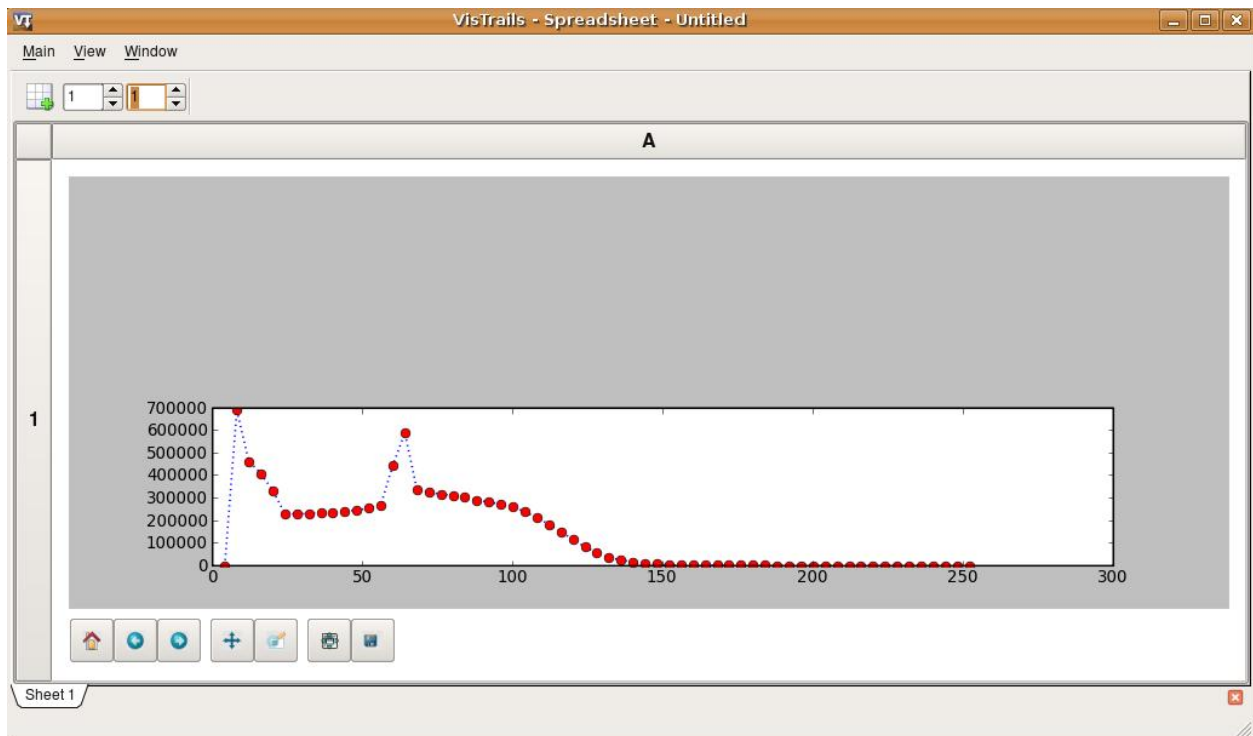 VT VisTrails - Spreadsheet - Untitled
Main View Window
1 1
A
1
700000
600000
500000
400000
300000
200000
100000
0
0 50 100 150 200 250 300
Sheet 1